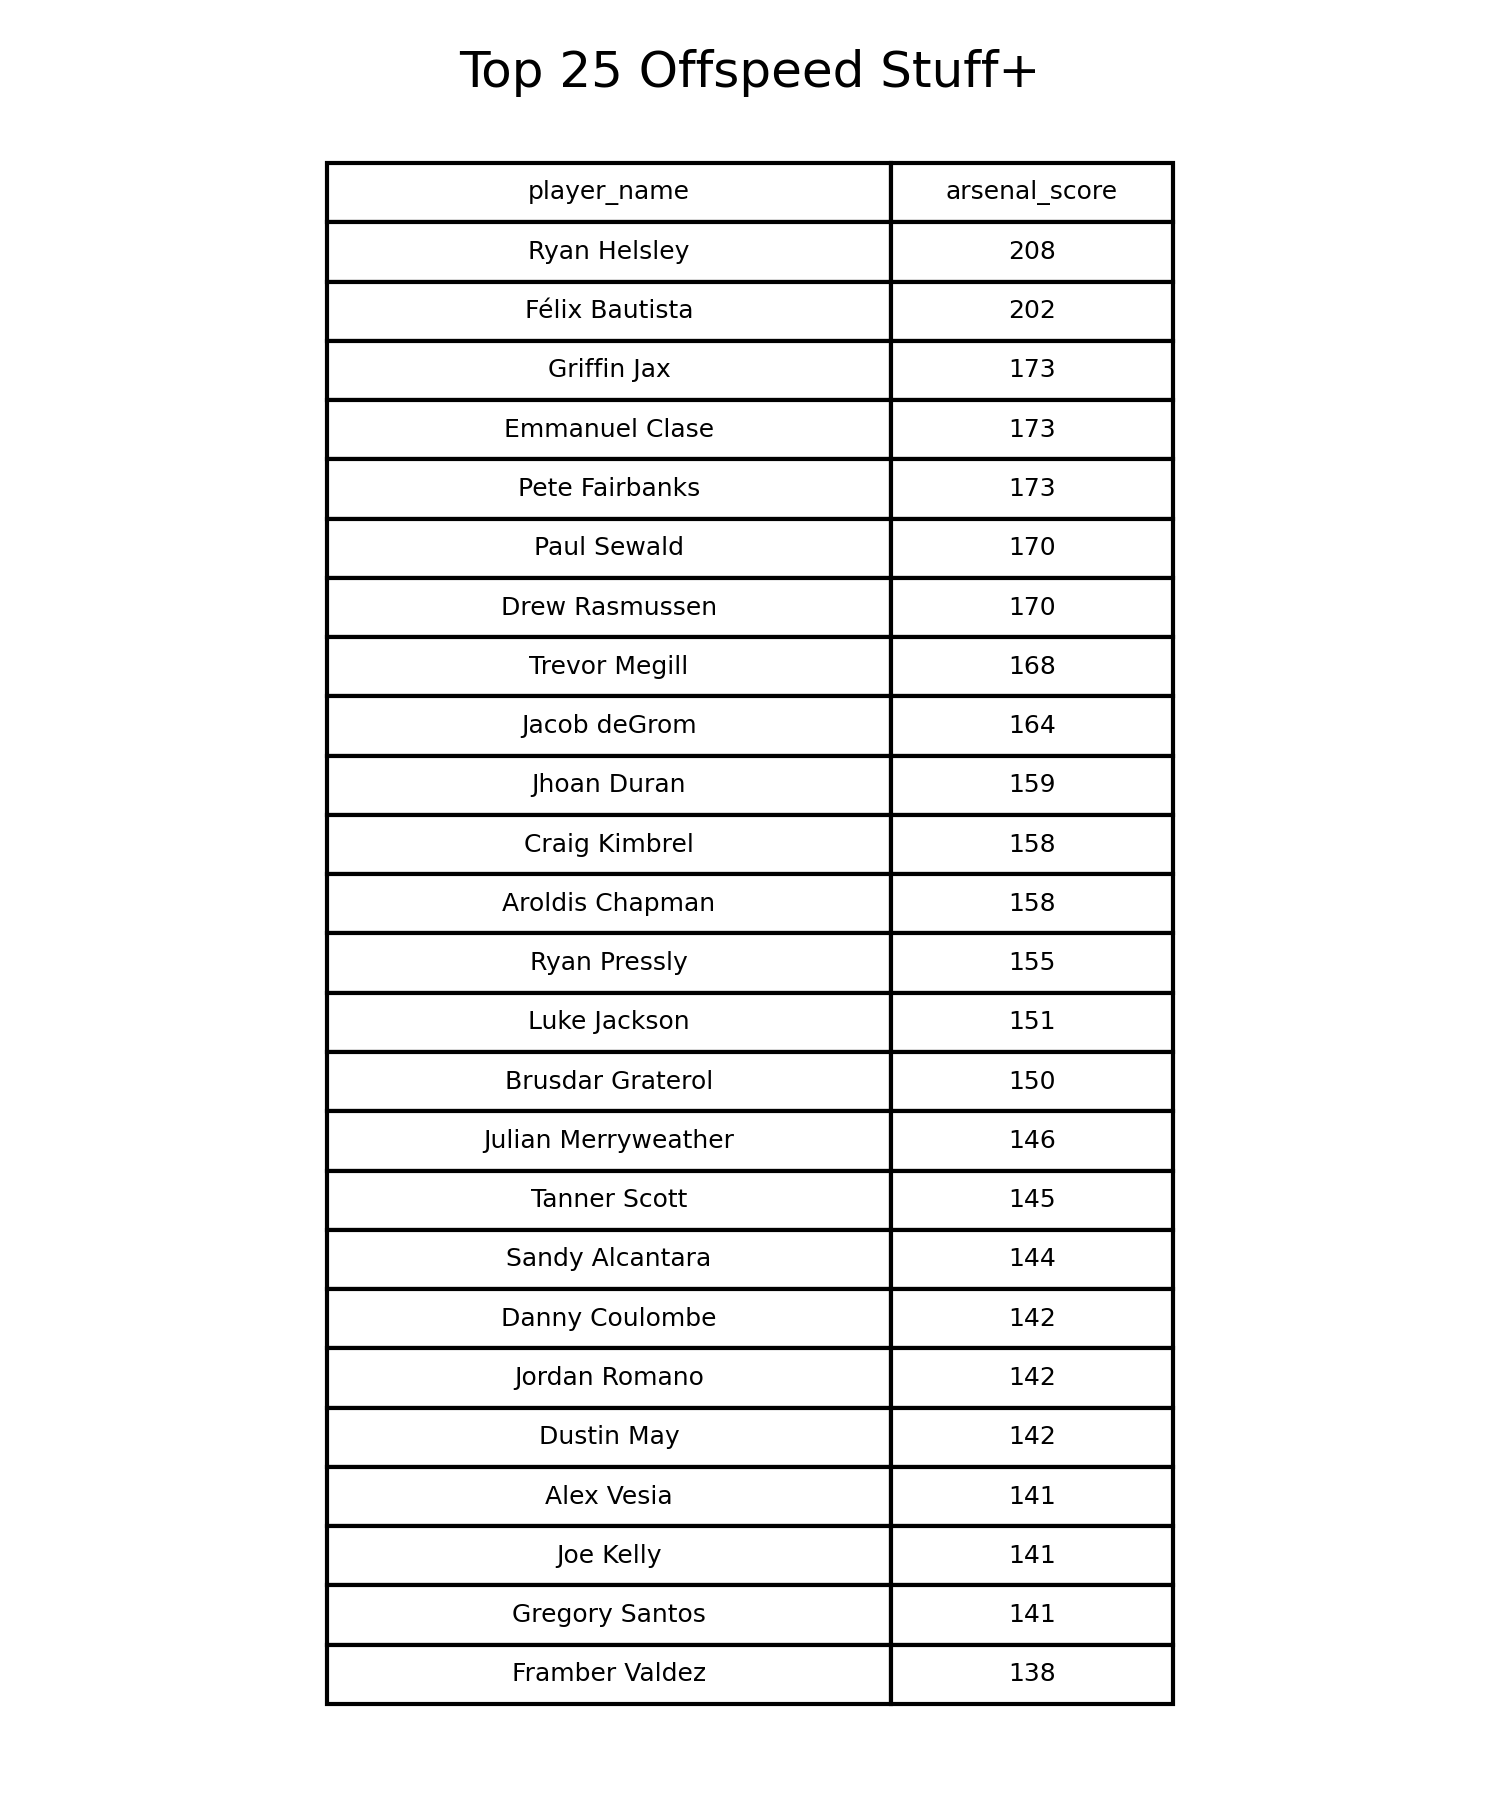 Top 25 Offspeed Stuff+
player_name arsenal_score
Ryan Helsley 208
Félix Bautista 202
Griffin Jax 173
Emmanuel Clase 173
Pete Fairbanks 173
Paul Sewald 170
Drew Rasmussen 170
Trevor Megill 168
Jacob deGrom 164
Jhoan Duran 159
Craig Kimbrel 158
Aroldis Chapman 158
Ryan Pressly 155
Luke Jackson 151
Brusdar Graterol 150
Julian Merryweather 146
Tanner Scott 145
Sandy Alcantara 144
Danny Coulombe 142
Jordan Romano 142
Dustin May 142
Alex Vesia 141
Joe Kelly 141
Gregory Santos 141
Framber Valdez 138